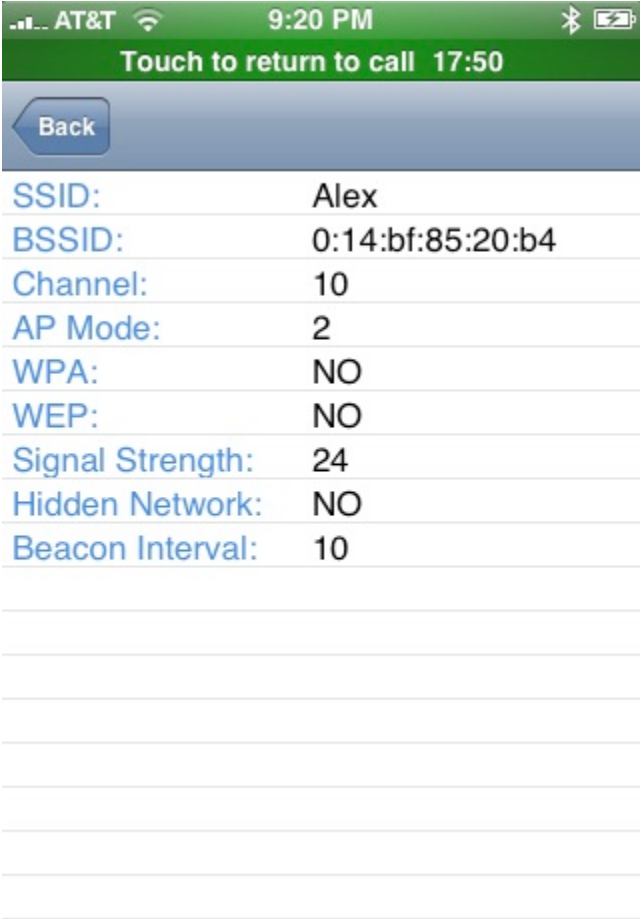 AT&T 9:20 PM
Touch to return to call 17:50
Back
SSID: Alex
BSSID: 0:14:bf:85:20:b4
Channel: 10
AP Mode: 2
WPA: NO
WEP: NO
Signal Strength: 24
Hidden Network: NO
Beacon Interval: 10